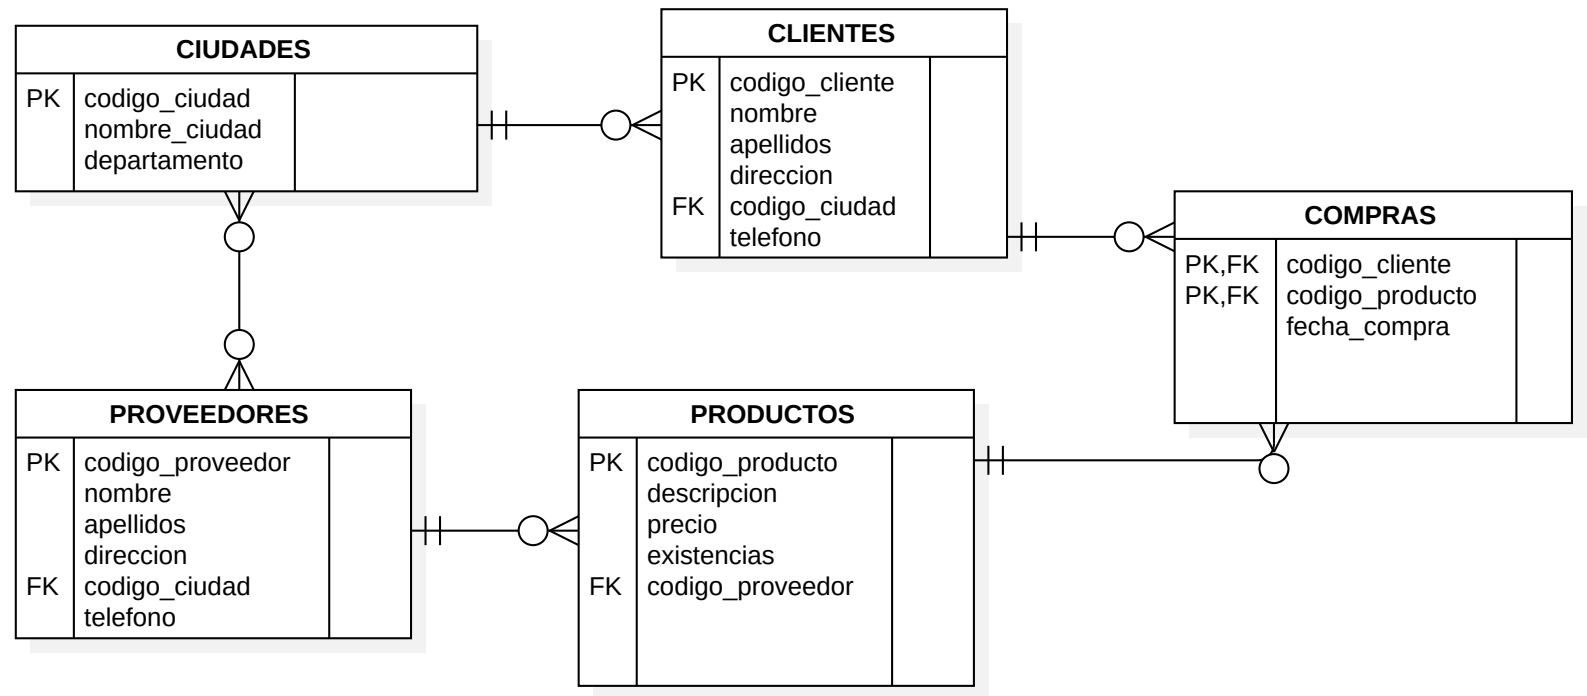 CIUDADES
PK codigo_ciudad
nombre_ciudad
departamento
CLIENTES
PK codigo_cliente
nombre
apellidos
direccion
FK codigo_ciudad
telefono
COMPRAS
PK,FK codigo_cliente
PK,FK codigo_producto
fecha_compra
PROVEEDORES
PK codigo_proveedor
nombre
apellidos
direccion
FK codigo_ciudad
telefono
PRODUCTOS
PK codigo_producto
descripcion
precio
existencias
FK codigo_proveedor